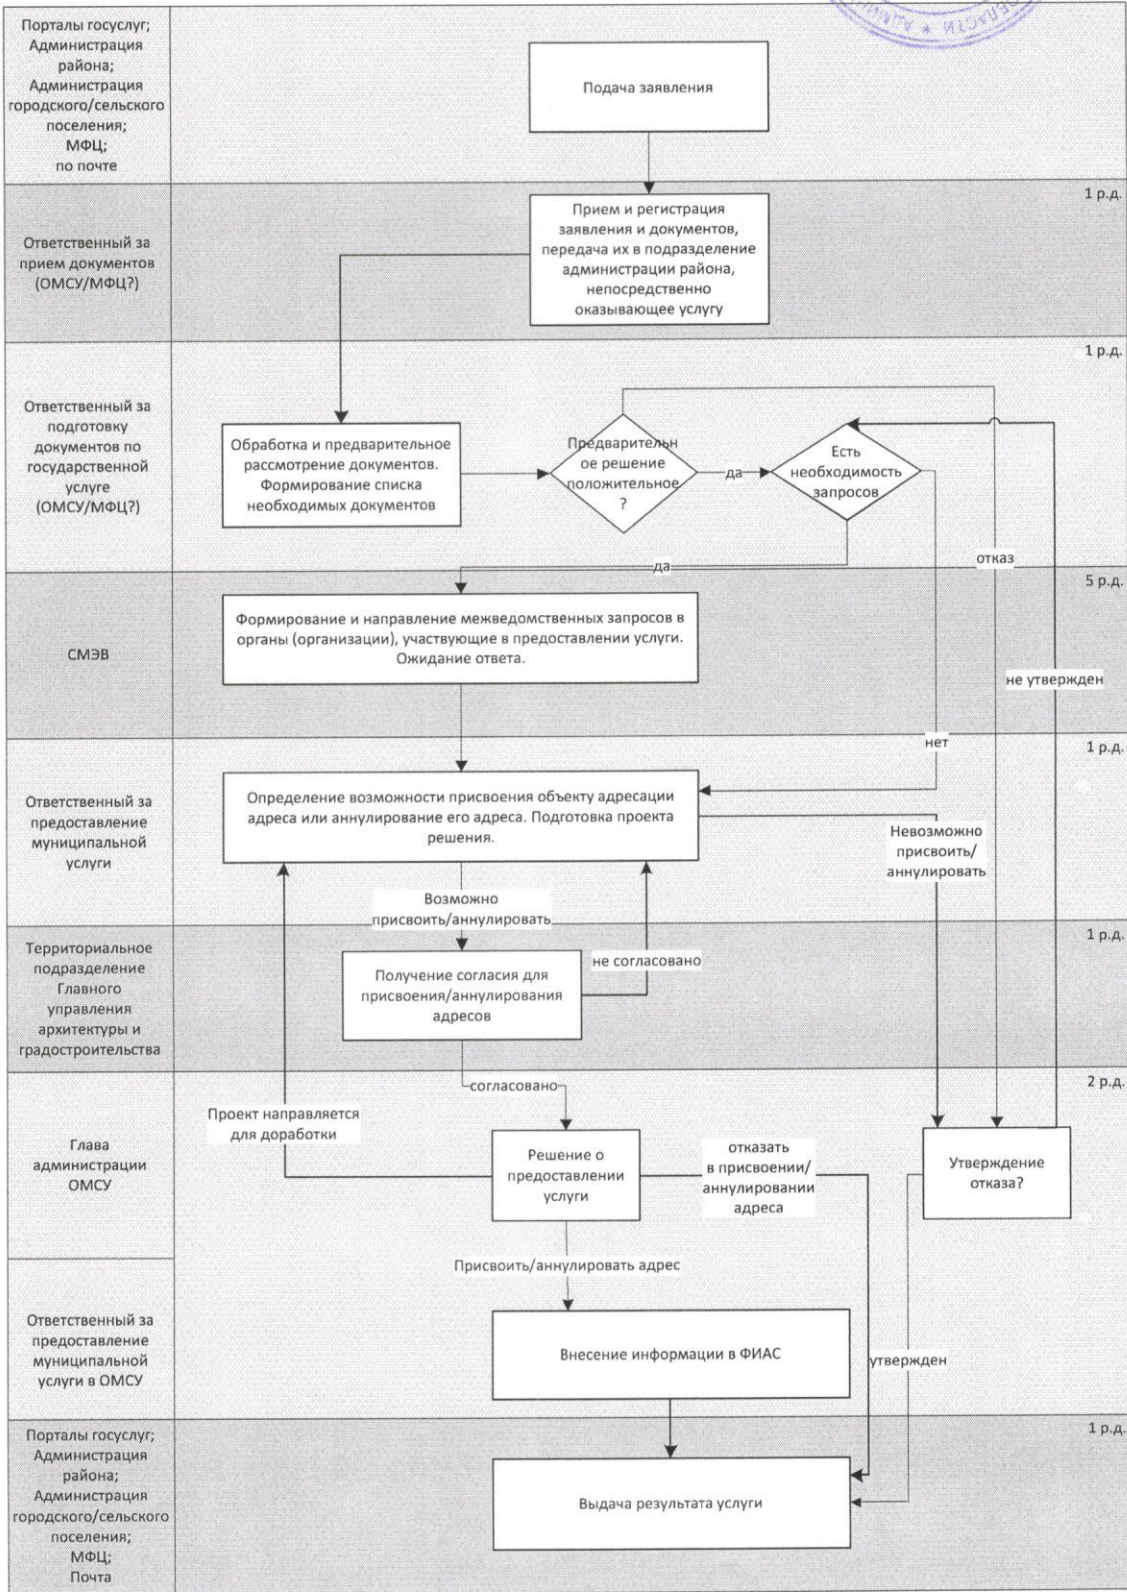 ОБЛАСТИ * АДМИНИ
Порталы госуслуг;
Администрация
района;
Администрация
городского/сельского
поселения;
МФЦ;
по почте
Подача заявления
Ответственный за
прием документов
(ОМСУ/МФЦ?)
1 р.д.
Прием и регистрация
заявления и документов,
передача их в подразделение
администрации района,
непосредственно
оказывающее услугу
Ответственный за
подготовку
документов по
государственной
услуге
(ОМСУ/МФЦ?)
1 р.д.
Обработка и предварительное
рассмотрение документов.
Формирование списка
необходимых документов
Предварительн
ое решение
положительное
?
да
Есть
необходимость
запросов
да
отказ
СМЭВ
5 р.д.
Формирование и направление межведомственных запросов в
органы (организации), участвующие в предоставлении услуги.
Ожидание ответа.
не утвержден
нет
Ответственный за
предоставление
муниципальной
услуги
1 р.д.
Определение возможности присвоения объекту адресации
адреса или аннулирование его адреса. Подготовка проекта
решения.
Невозможно
присвоить/
аннулировать
Возможно
присвоить/аннулировать
Территориальное
подразделение
Главного
управления
архитектуры и
градостроительства
1 р.д.
Получение согласия для
присвоения/аннулирования
адресов
не согласовано
согласовано
Глава
администрации
ОМСУ
2 р.д.
Проект направляется
для доработки
Решение о
предоставлении
услуги
отказать
в присвоении/
аннулировании
адреса
Утверждение
отказа?
Присвоить/аннулировать адрес
Ответственный за
предоставление
муниципальной
услуги в ОМСУ
Внесение информации в ФИАС
утвержден
Порталы госуслуг;
Администрация
района;
Администрация
городского/сельского
поселения;
МФЦ;
Почта
1 р.д.
Выдача результата услуги